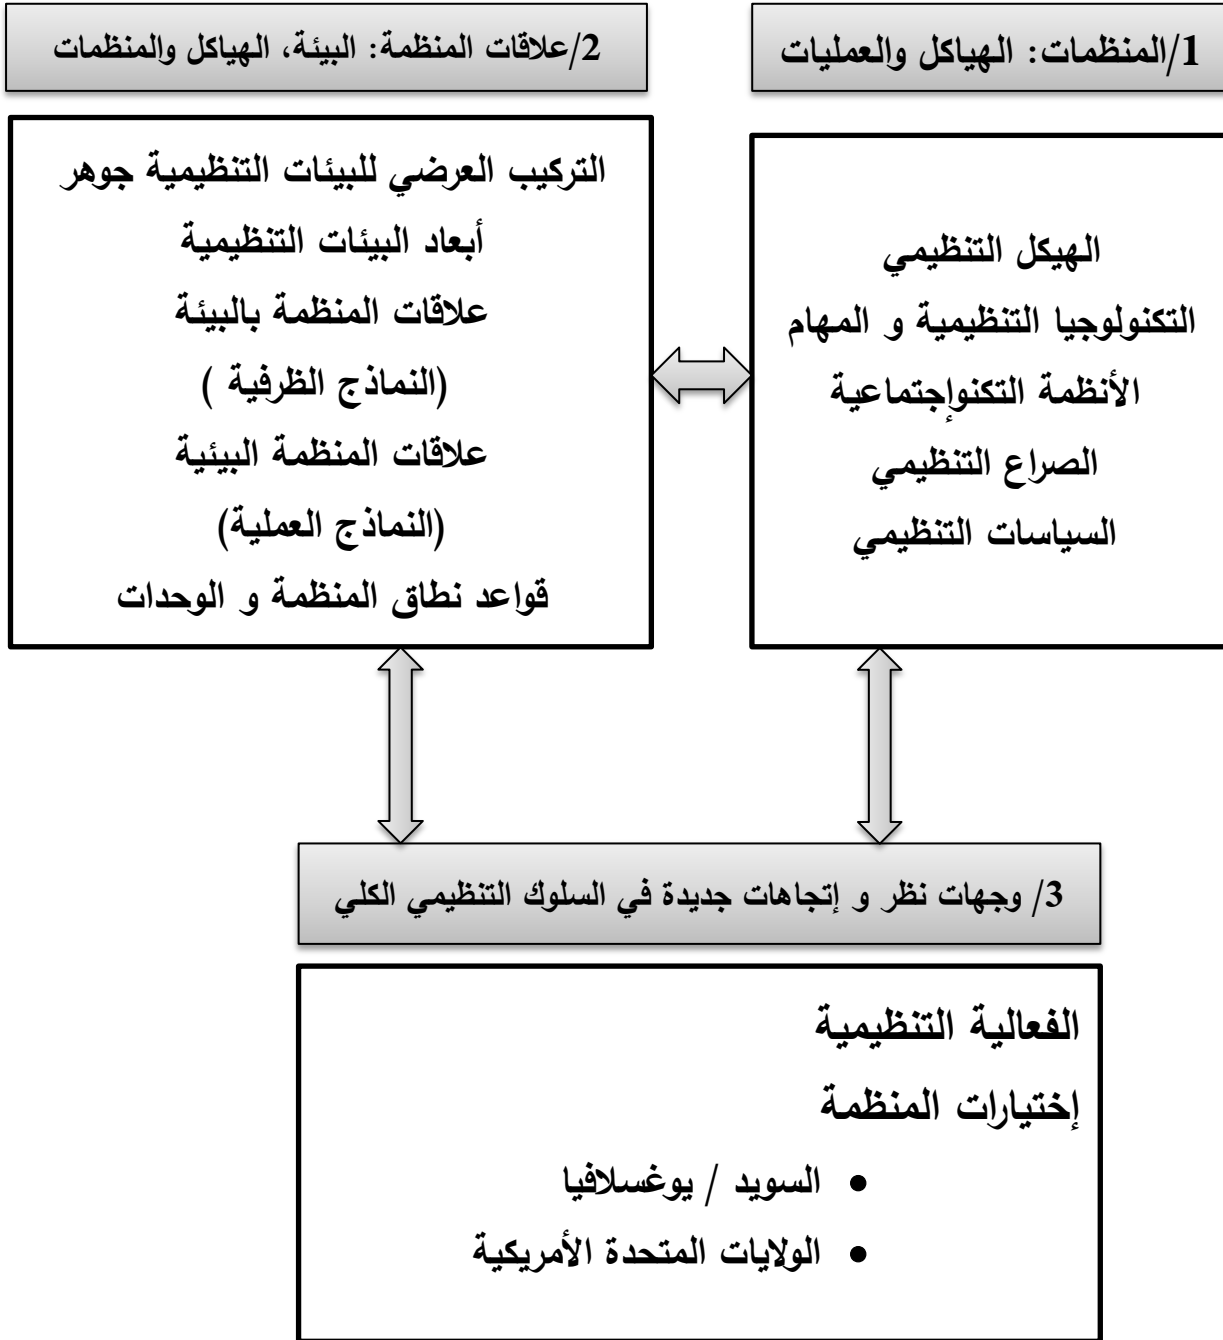 1/المنظمات: الهياكل والعمليات
الهيكل التنظيمي
التكنولوجيا التنظيمية و المهام
الأنظمة التكنوإجتماعية
الصراع التنظيمي
السياسات التنظيمي
2/علاقات المنظمة: البيئة، الهياكل والمنظمات
التركيب العرضي للبيئات التنظيمية جوهر
أبعاد البيئات التنظيمية
علاقات المنظمة بالبيئة
(النماذج الظرفية )
علاقات المنظمة البيئية
(النماذج العملية)
قواعد نطاق المنظمة و الوحدات
3/ وجهات نظر و إتجاهات جديدة في السلوك التنظيمي الكلي
الفعالية التنظيمية
إختيارات المنظمة
• السويد / يوغسلافيا
• الولايات المتحدة الأمريكية